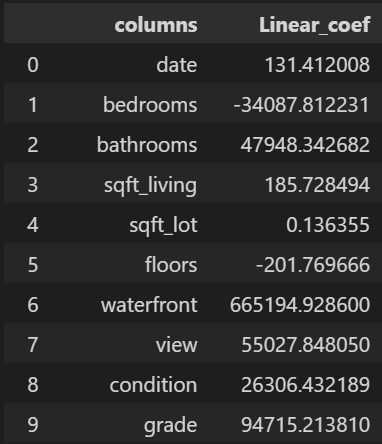 columns Linear_coef
0 date 131.412008
1 bedrooms -34087.812231
2 bathrooms 47948.342682
3 sqft_living 185.728494
4 sqft_lot 0.136355
5 floors -201.769666
6 waterfront 665194.928600
7 view 55027.848050
8 condition 26306.432189
9 grade 94715.213810